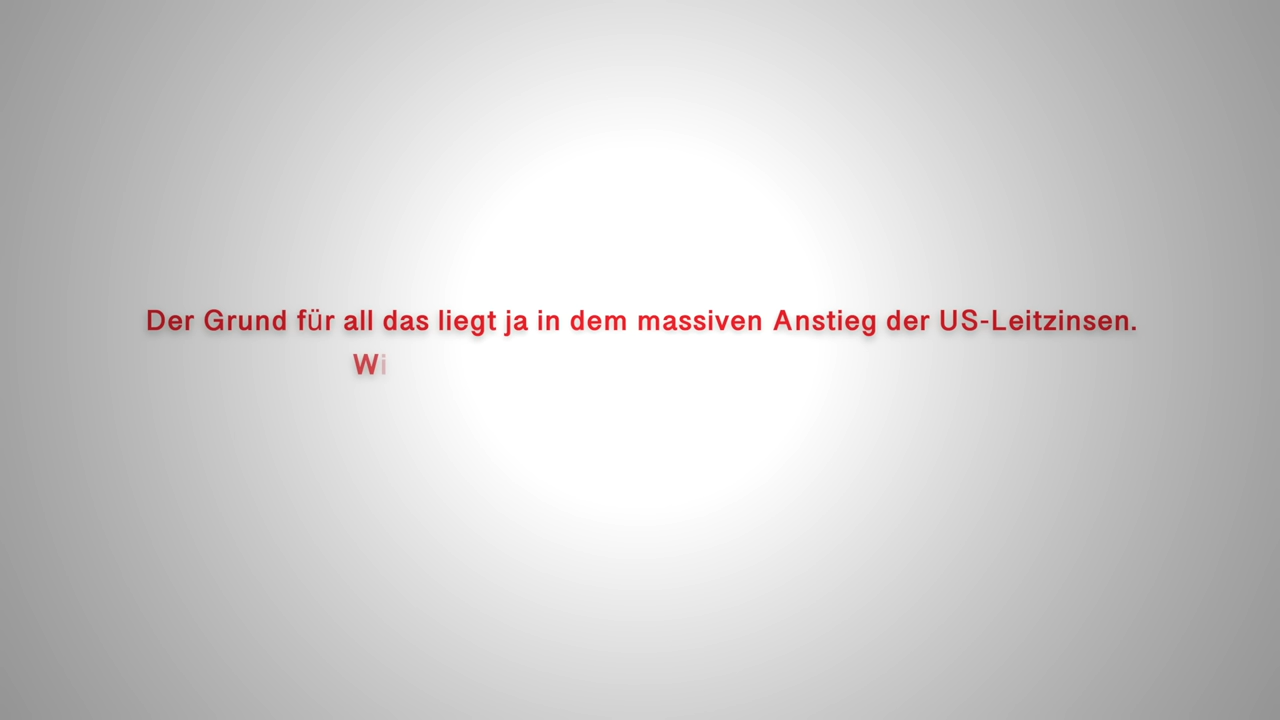 Der Grund für all das liegt ja in dem massiven Anstieg der US-Leitzinsen.
Wi